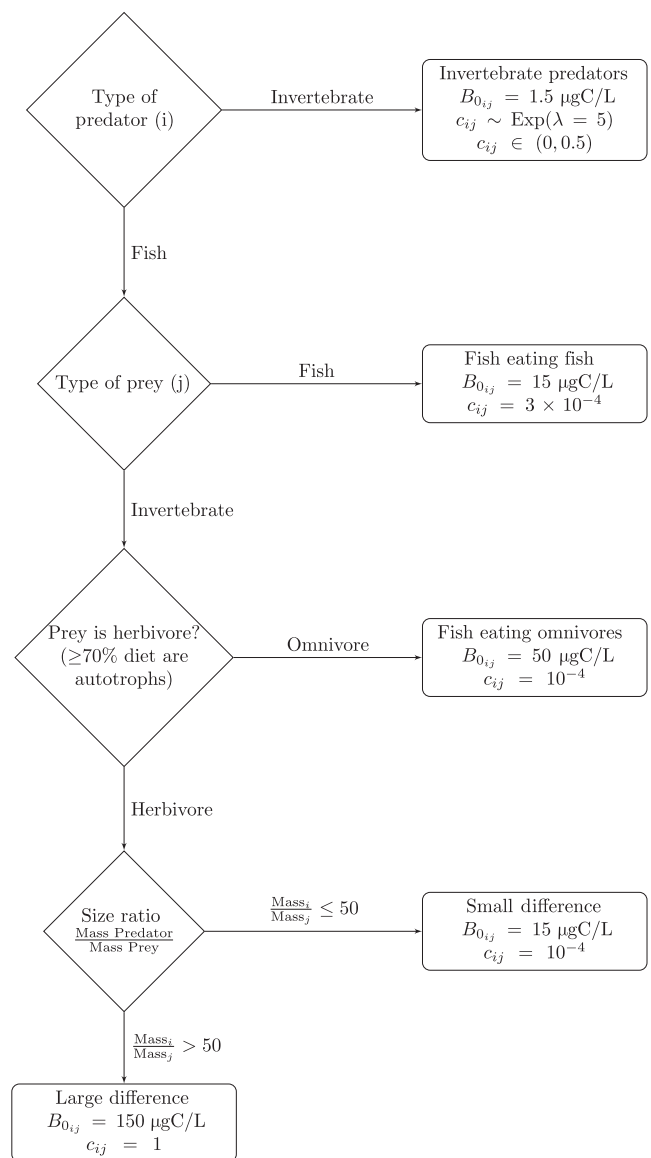 Type of
predator (i)
Invertebrate
Invertebrate predators
B₀ᵢⱼ = 1.5 µgC/L
cᵢⱼ ∼ Exp(λ = 5)
cᵢⱼ ∈ (0, 0.5)
Fish
Type of prey (j)
Fish
Fish eating fish
B₀ᵢⱼ = 15 µgC/L
cᵢⱼ = 3 × 10⁻⁴
Invertebrate
Prey is herbivore?
(≥70% diet are
autotrophs)
Omnivore
Fish eating omnivores
B₀ᵢⱼ = 50 µgC/L
cᵢⱼ = 10⁻⁴
Herbivore
Size ratio
Mass Predator
Mass Prey
Massᵢ/Massⱼ ≤ 50
Small difference
B₀ᵢⱼ = 15 µgC/L
cᵢⱼ = 10⁻⁴
Massᵢ/Massⱼ > 50
Large difference
B₀ᵢⱼ = 150 µgC/L
cᵢⱼ = 1